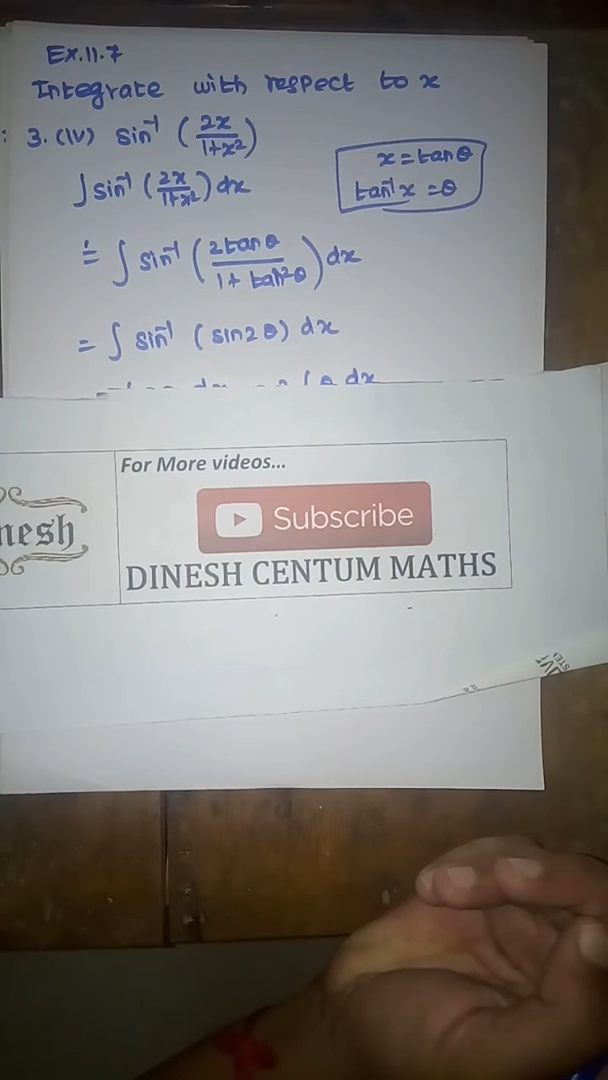 Ex.11.7
Integrate with respect to x
3. (iv) sin⁻¹ (2x/1+x²)
∫ sin⁻¹ (2x/1+x²) dx
x = tan θ
tan⁻¹ x = θ
= ∫ sin⁻¹ (2tan θ/1+tan²θ) dx
= ∫ sin⁻¹ (sin 2θ) dx
θ dx
For More videos...
nesh
Subscribe
DINESH CENTUM MATHS